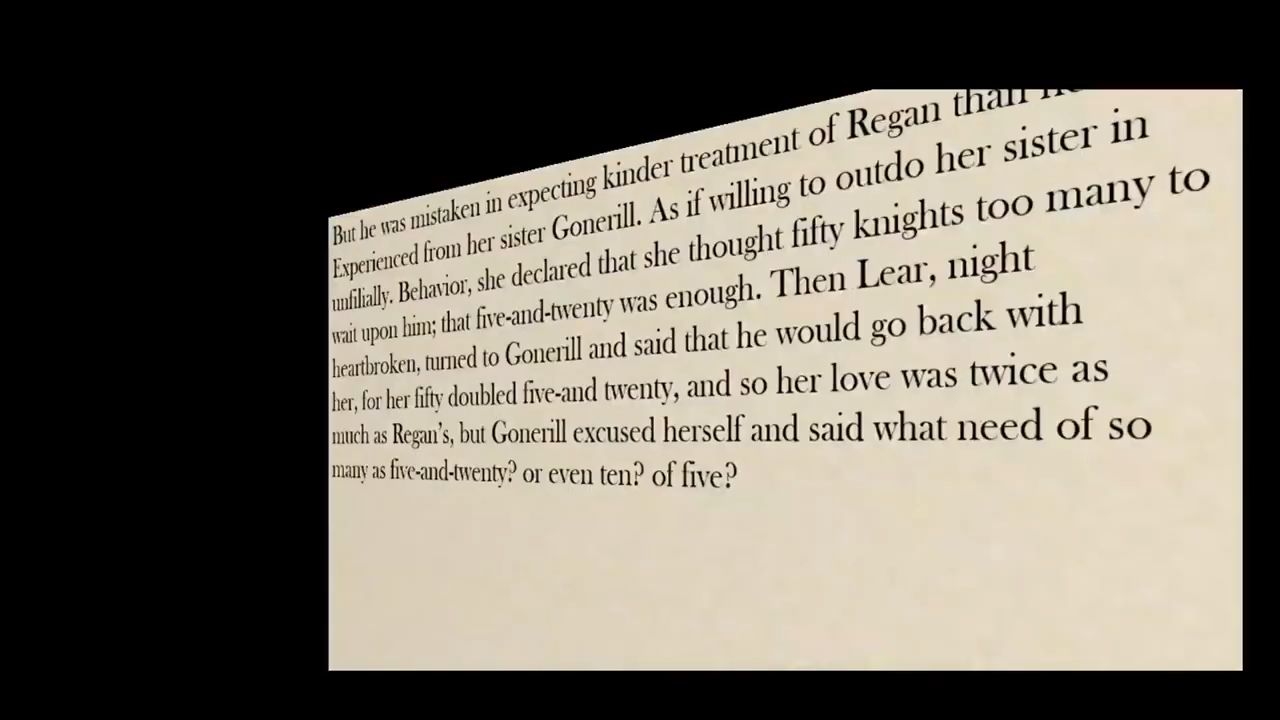 But he was mistaken in expecting kinder treatment of Regan than
Experienced from her sister Gonerill. As if willing to outdo her sister in
unfilially. Behavior, she declared that she thought fifty knights too many to
wait upon him; that five-and-twenty was enough. Then Lear, night
heartbroken, turned to Gonerill and said that he would go back with
her, for her fifty doubled five-and twenty, and so her love was twice as
much as Regan’s, but Gonerill excused herself and said what need of so
many as five-and-twenty? or even ten? of five?